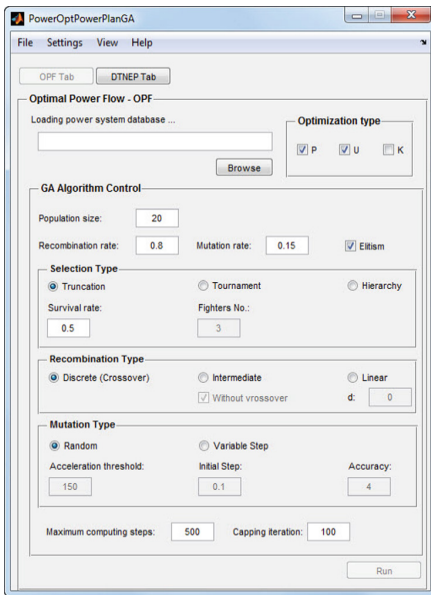 PowerOptPowerPlanGA
File Settings View Help
OPF Tab DTNEP Tab
Optimal Power Flow - OPF
Loading power system database ...
Optimization type
P U K
Browse
GA Algorithm Control
Population size: 20
Recombination rate: 0.8 Mutation rate: 0.15 Elitism
Selection Type
Truncation Tournament Hierarchy
Survival rate: Fighters No.:
0.5 3
Recombination Type
Discrete (Crossover) Intermediate Linear
Without vrossover d: 0
Mutation Type
Random Variable Step
Acceleration threshold: Initial Step: Accuracy:
150 0.1 4
Maximum computing steps: 500 Capping iteration: 100
Run